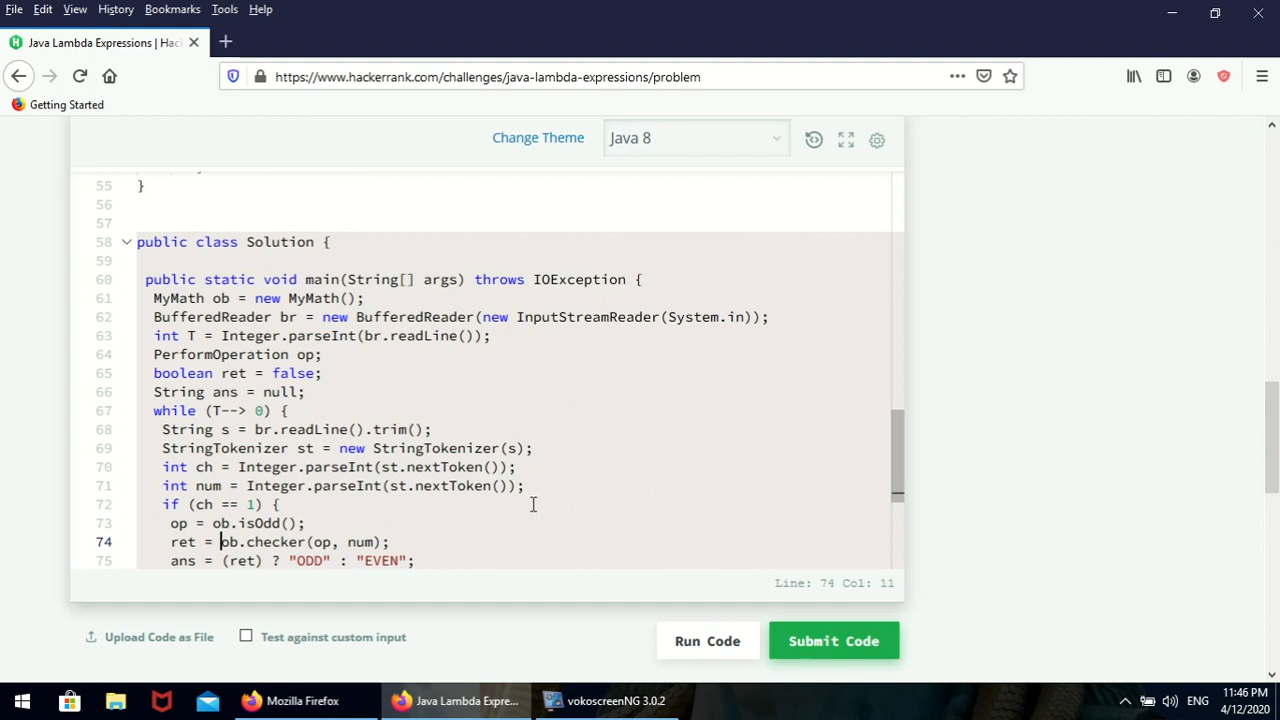 File Edit View History Bookmarks Tools Help
Java Lambda Expressions | Hac
https://www.hackerrank.com/challenges/java-lambda-expressions/problem
Getting Started
Change Theme
Java 8
55 }
56
57
58 public class Solution {
59
60 public static void main(String[] args) throws IOException {
61 MyMath ob = new MyMath();
62 BufferedReader br = new BufferedReader(new InputStreamReader(System.in));
63 int T = Integer.parseInt(br.readLine());
64 PerformOperation op;
65 boolean ret = false;
66 String ans = null;
67 while (T--> 0) {
68 String s = br.readLine().trim();
69 StringTokenizer st = new StringTokenizer(s);
70 int ch = Integer.parseInt(st.nextToken());
71 int num = Integer.parseInt(st.nextToken());
72 if (ch == 1) {
73 op = ob.isOdd();
74 ret = ob.checker(op, num);
75 ans = (ret) ? "ODD" : "EVEN";
Line: 74 Col: 11
Upload Code as File
Test against custom input
Run Code
Submit Code
Mozilla Firefox
Java Lambda Expre...
vokoscreenNG 3.0.2
ENG
11:46 PM
4/12/2020